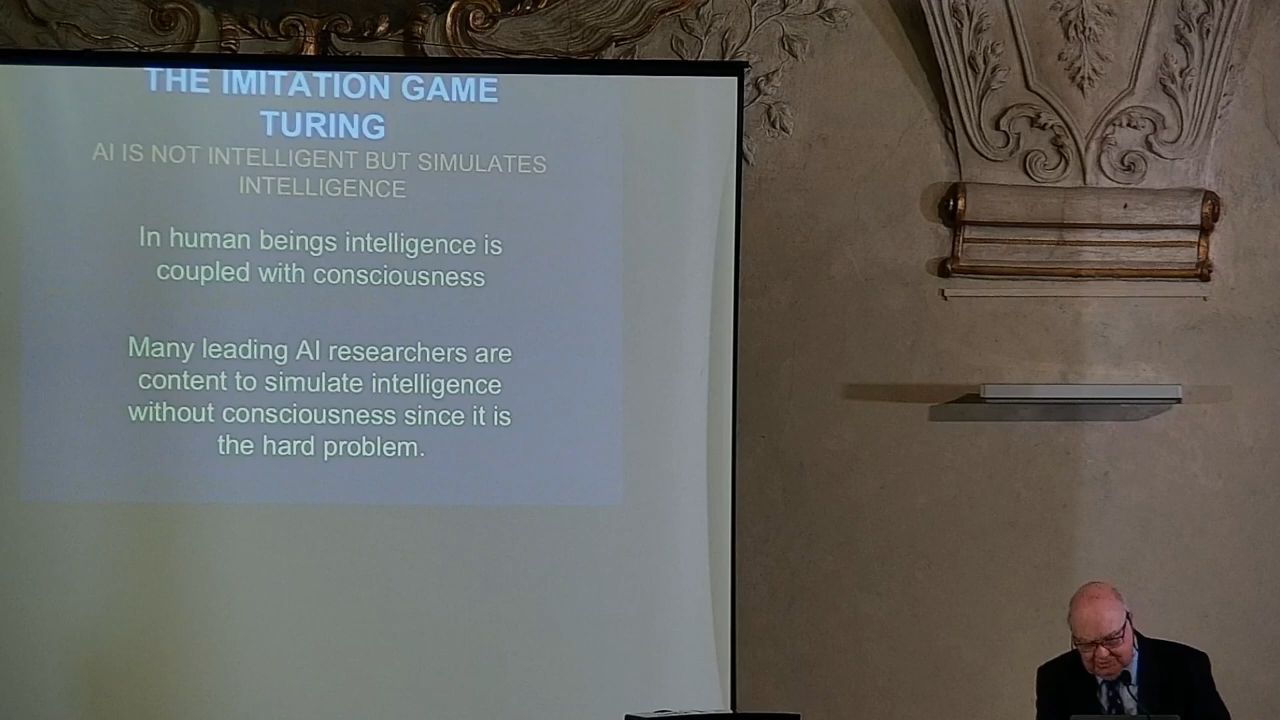 THE IMITATION GAME
TURING
AI IS NOT INTELLIGENT BUT SIMULATES
INTELLIGENCE
In human beings intelligence is
coupled with consciousness
Many leading AI researchers are
content to simulate intelligence
without consciousness since it is
the hard problem.